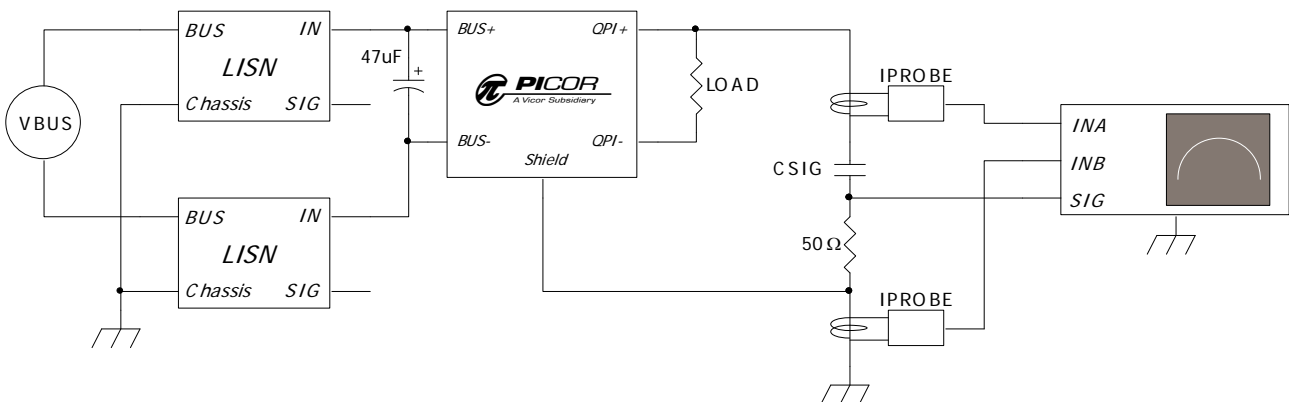 BUS IN
LISN
Chassis SIG
VBUS
BUS IN
LISN
Chassis SIG
47uF
+
BUS+ QPI+
PICOR
A Vicor Subsidiary
BUS- QPI-
Shield
LOAD
IPROBE
CSIG
50Ω
IPROBE
INA
INB
SIG